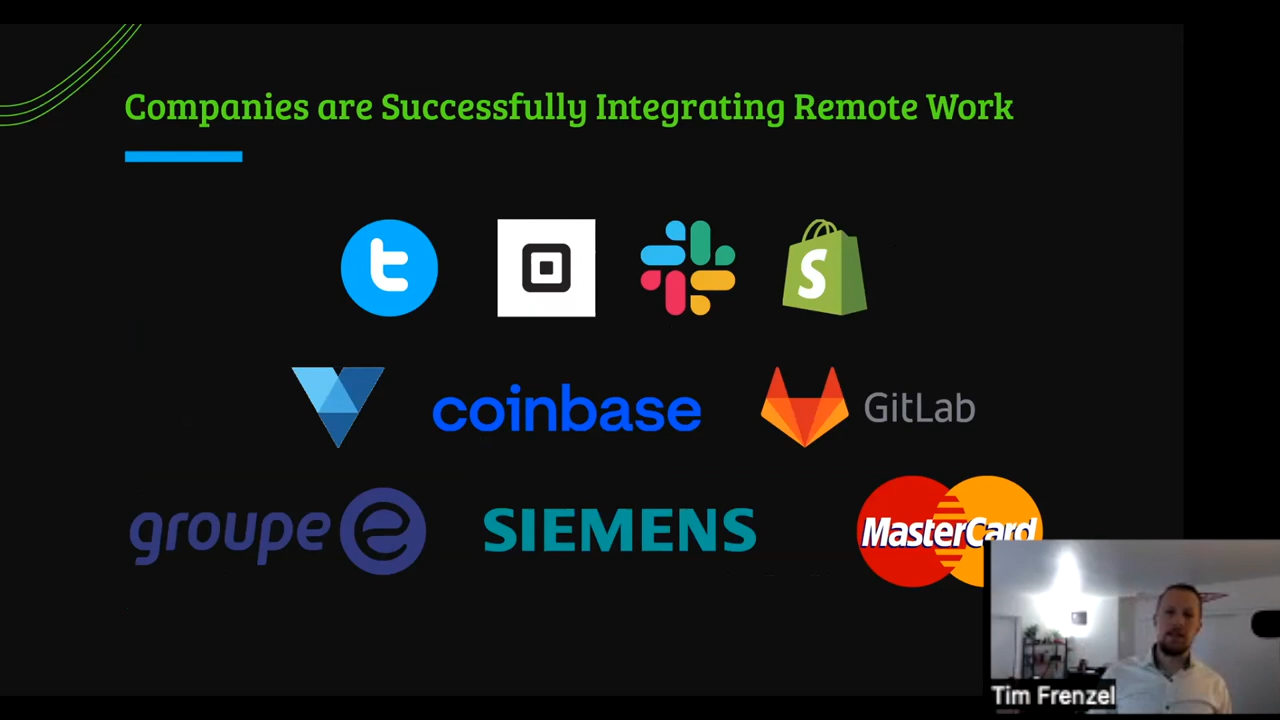 Companies are Successfully Integrating Remote Work
t
S
coinbase
GitLab
groupe e
SIEMENS
MasterCard
Tim Frenzel